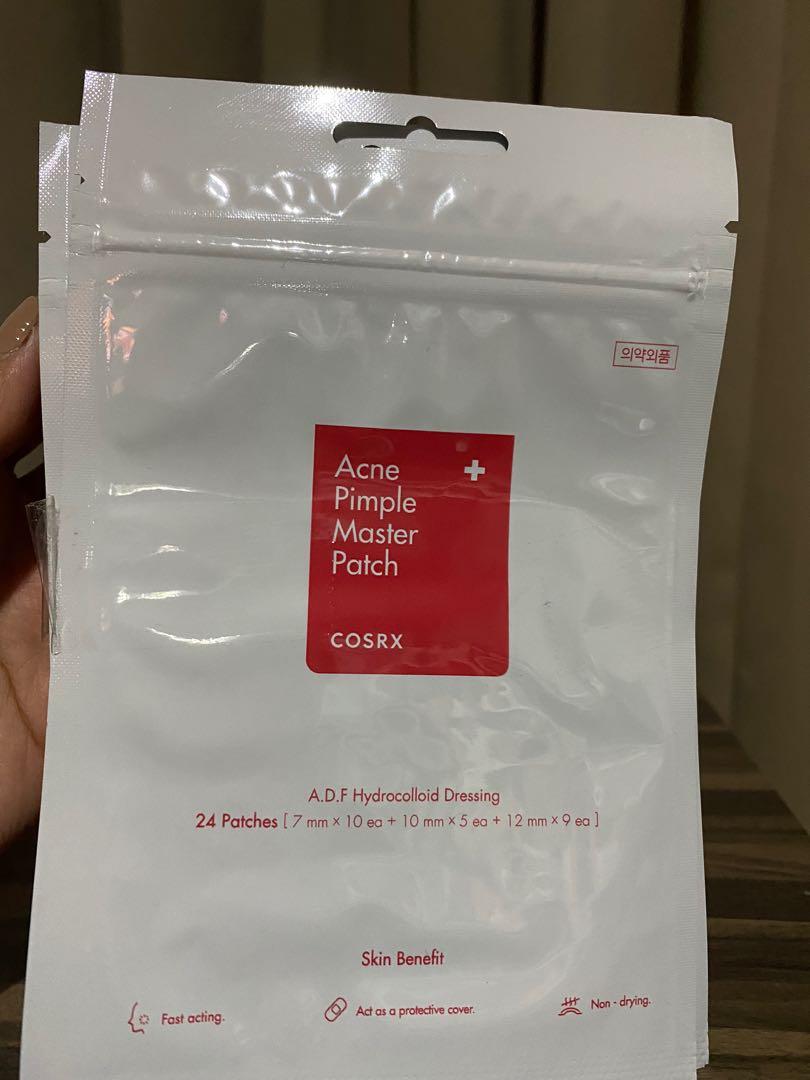 의약외품
Acne
Pimple
Master
Patch
COSRX
A.D.F Hydrocolloid Dressing
24 Patches [ 7 mm × 10 ea + 10 mm × 5 ea + 12 mm × 9 ea ]
Skin Benefit
Fast acting.
Act as a protective cover.
Non - drying.